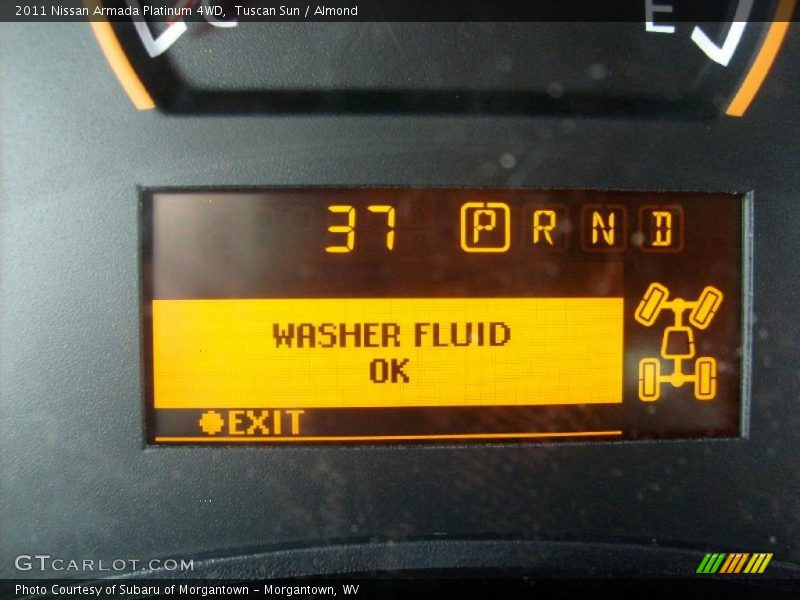 2011 Nissan Armada Platinum 4WD, Tuscan Sun / Almond
E
37 P R N D
WASHER FLUID
OK
EXIT
GTCARLOT.COM
Photo Courtesy of Subaru of Morgantown - Morgantown, WV